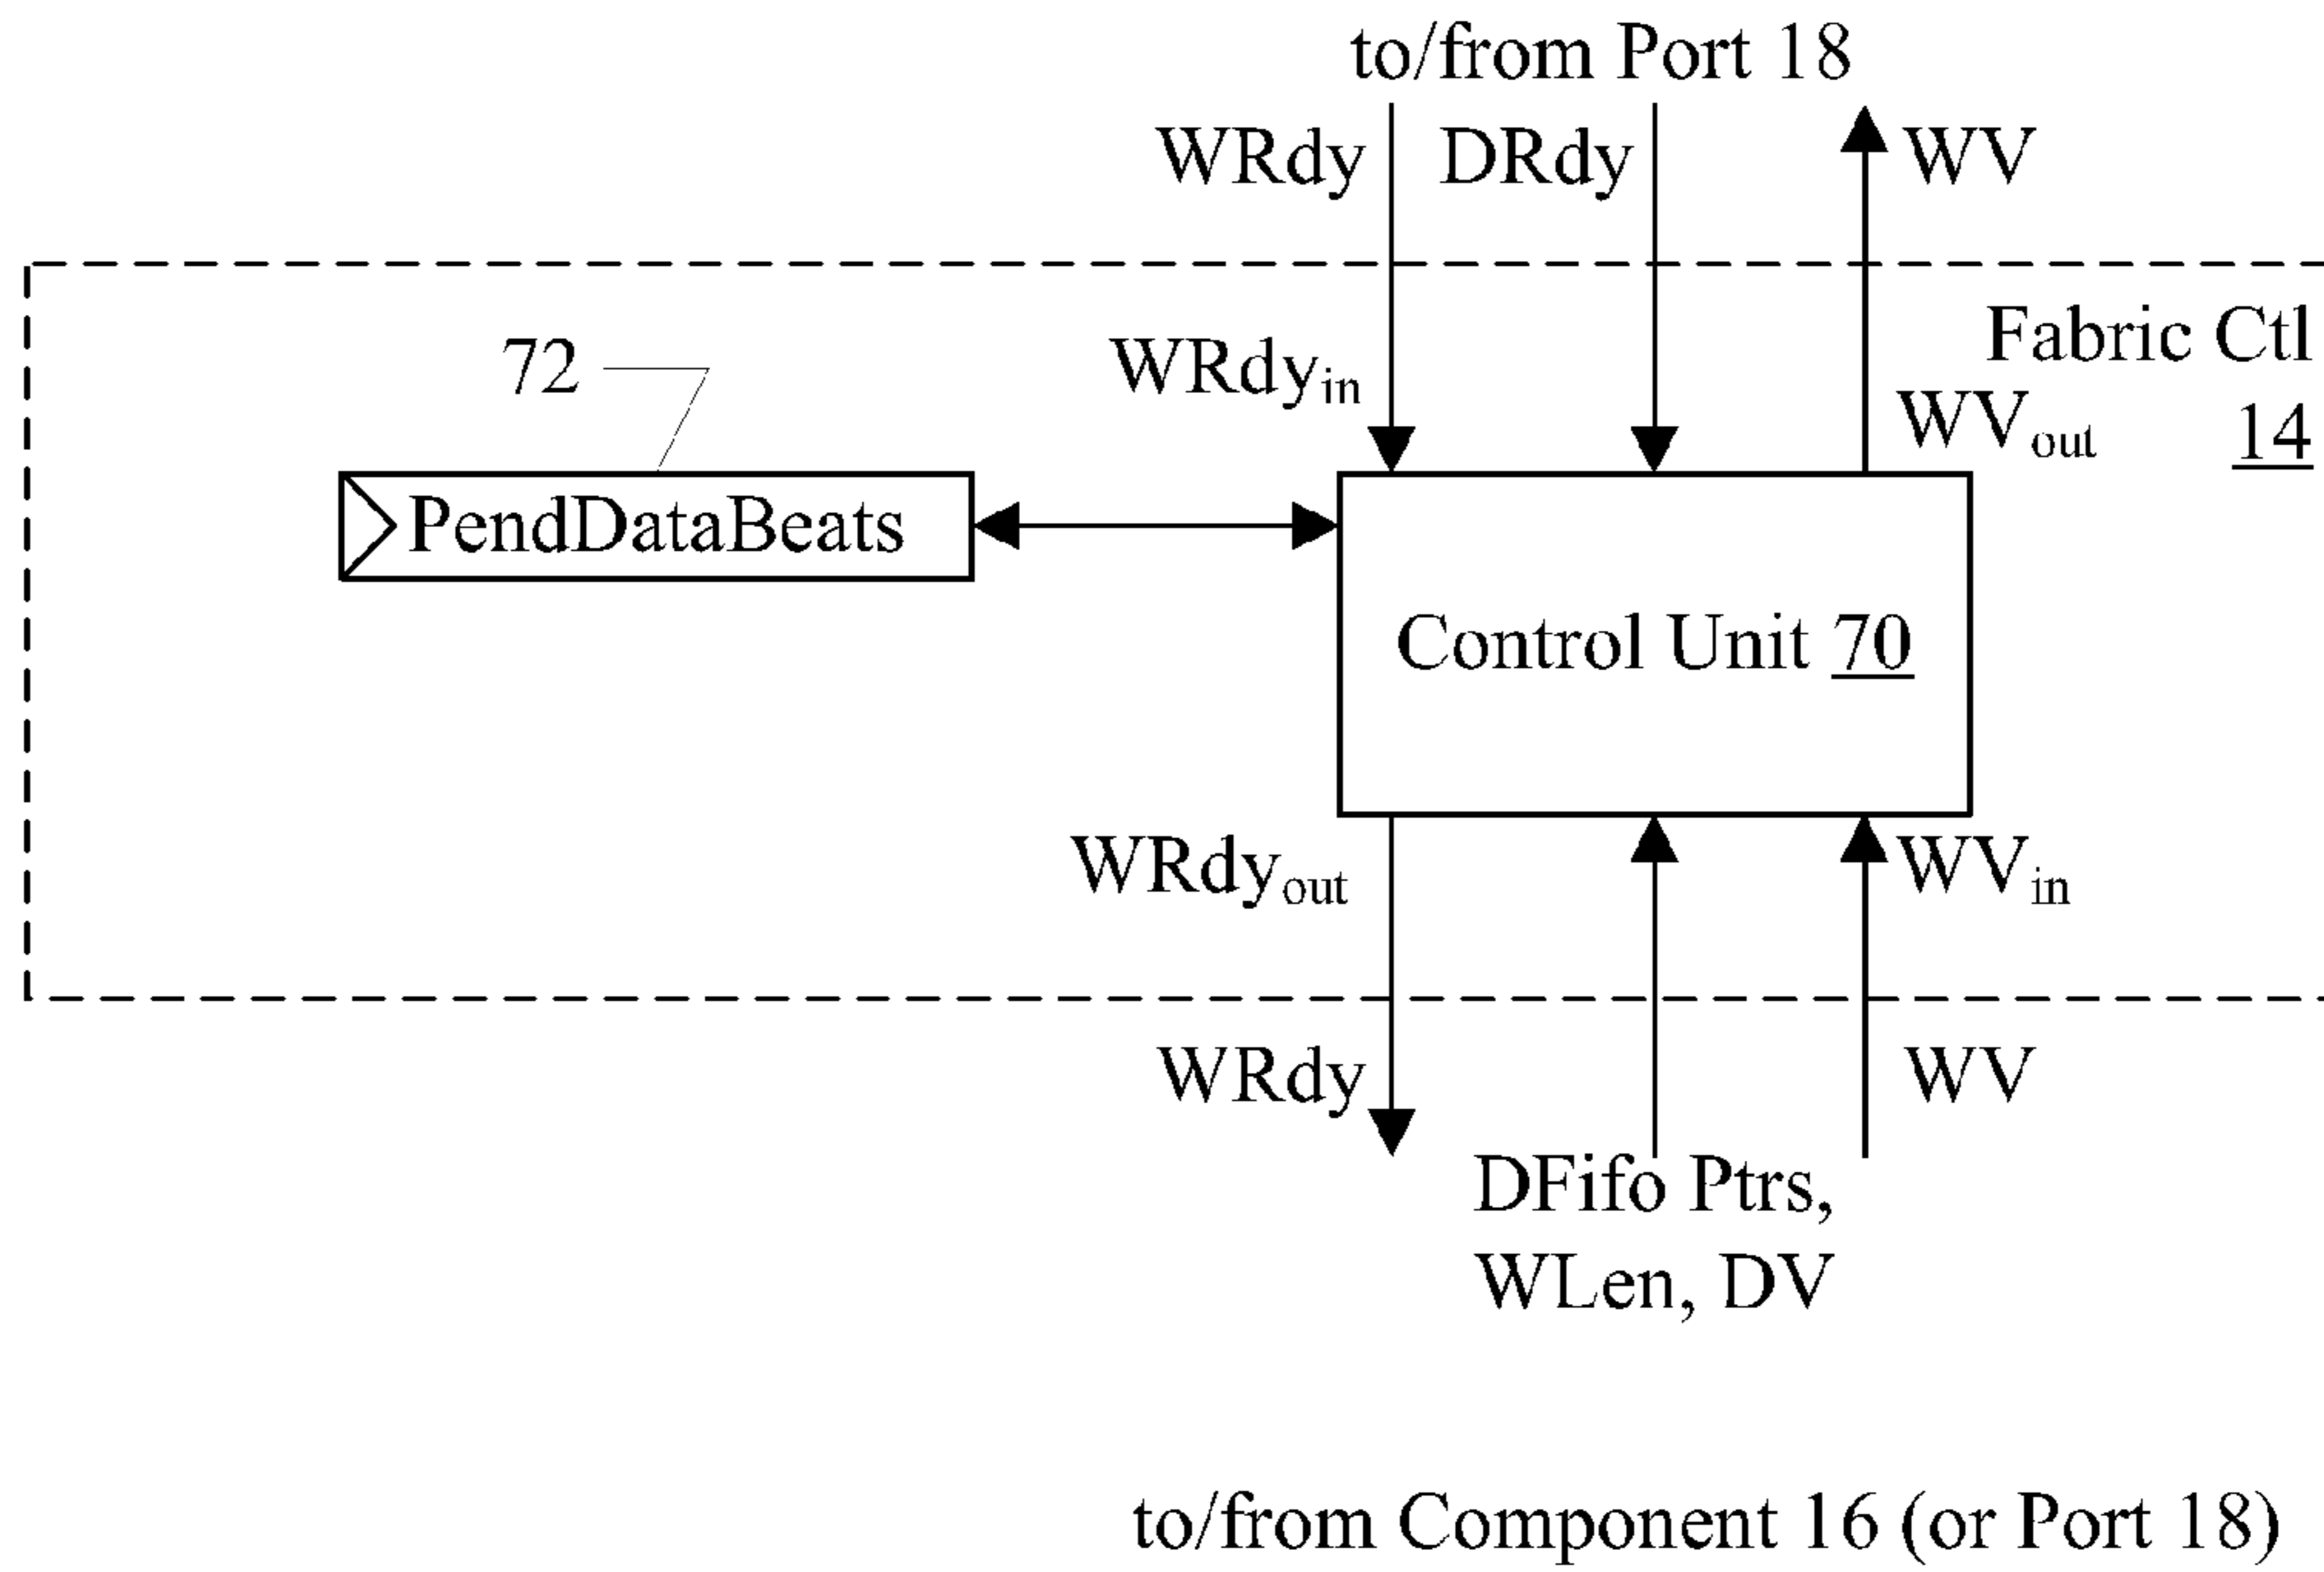 to/from Port 18
WRdy DRdy WV
Fabric Ctl
14
72
WRdyin
WVout
PendDataBeats
Control Unit 70
WRdyout
WVin
WRdy
WV
DFifo Ptrs,
WLen, DV
to/from Component 16 (or Port 18)